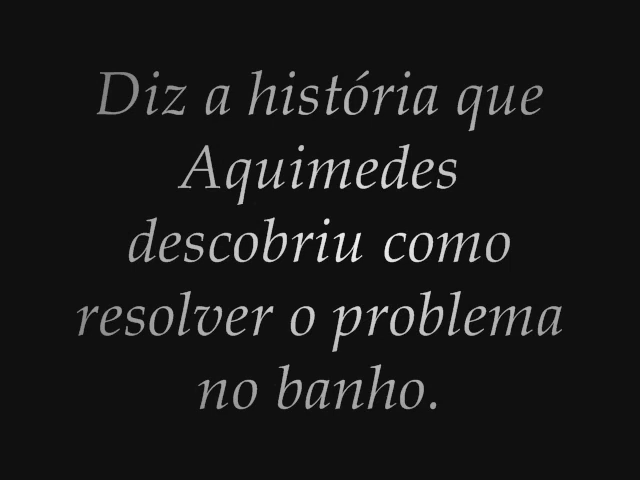 Diz a história que
Aquimedes
descobriu como
resolver o problema
no banho.